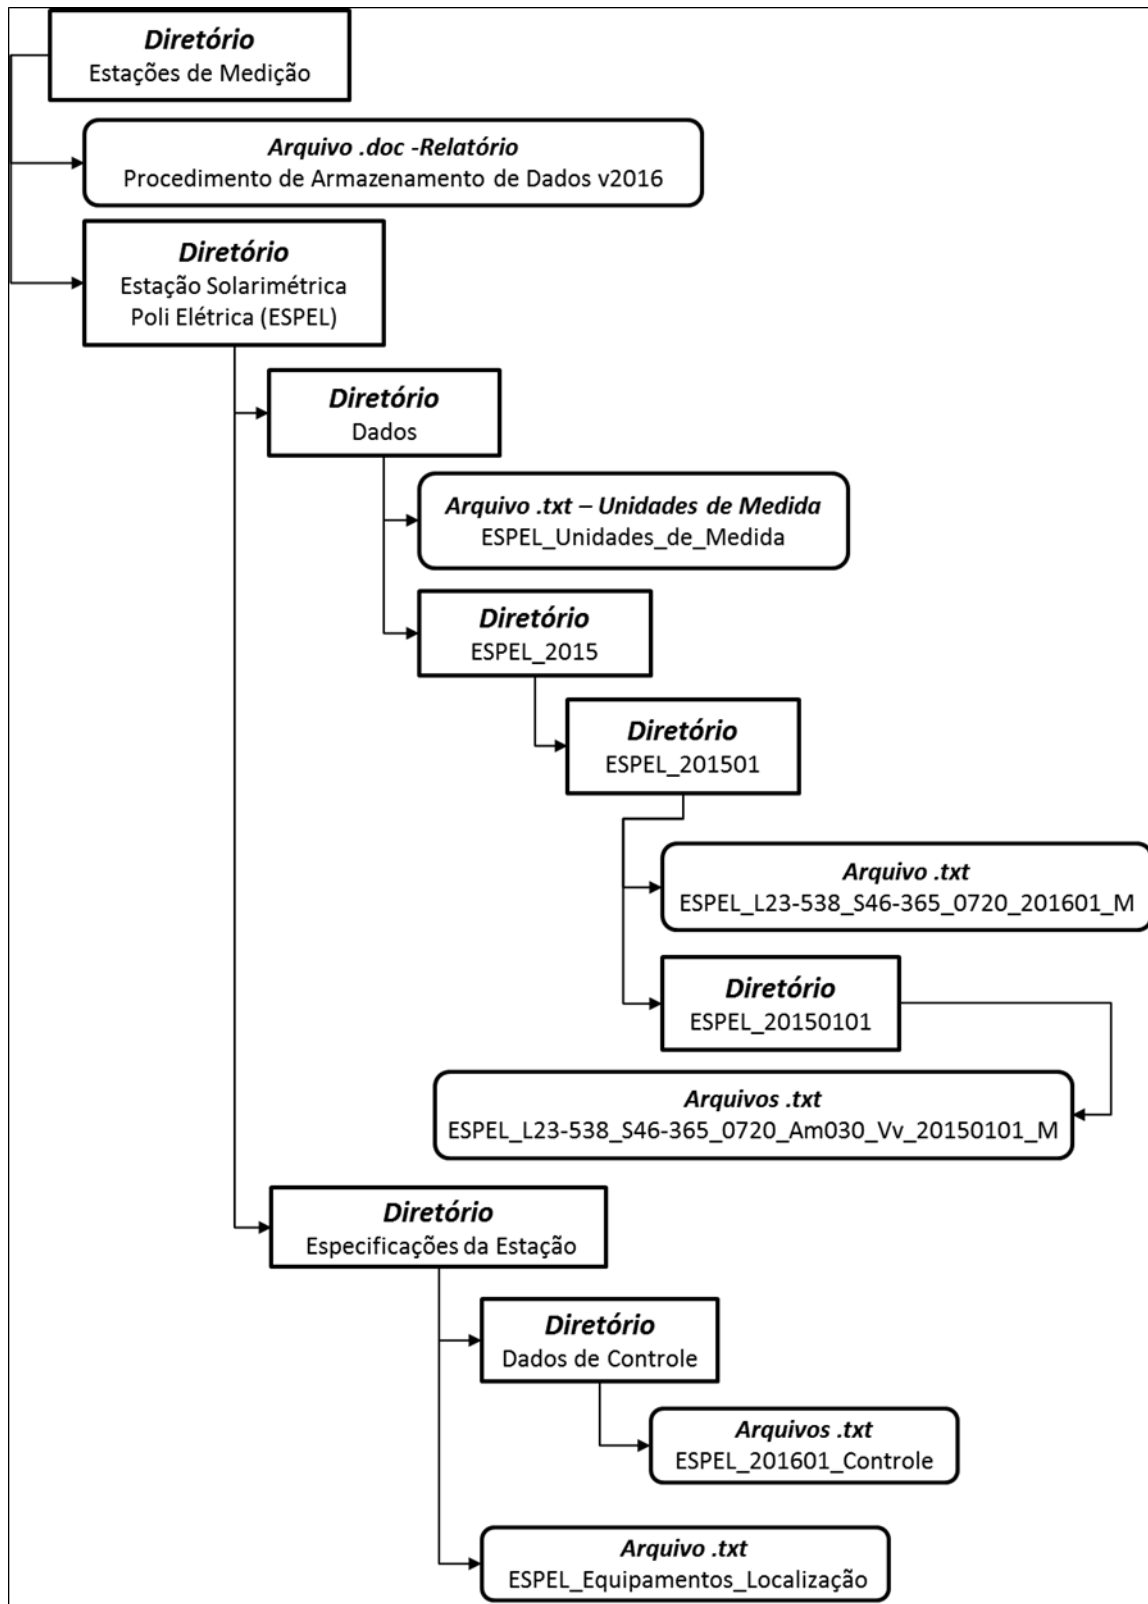 Diretório
Estações de Medição
Arquivo .doc -Relatório
Procedimento de Armazenamento de Dados v2016
Diretório
Estação Solarimétrica
Poli Elétrica (ESPEL)
Diretório
Dados
Arquivo .txt – Unidades de Medida
ESPEL_Unidades_de_Medida
Diretório
ESPEL_2015
Diretório
ESPEL_201501
Arquivo .txt
ESPEL_L23-538_S46-365_0720_201601_M
Diretório
ESPEL_20150101
Arquivos .txt
ESPEL_L23-538_S46-365_0720_Am030_Vv_20150101_M
Diretório
Especificações da Estação
Diretório
Dados de Controle
Arquivos .txt
ESPEL_201601_Controle
Arquivo .txt
ESPEL_Equipamentos_Localização